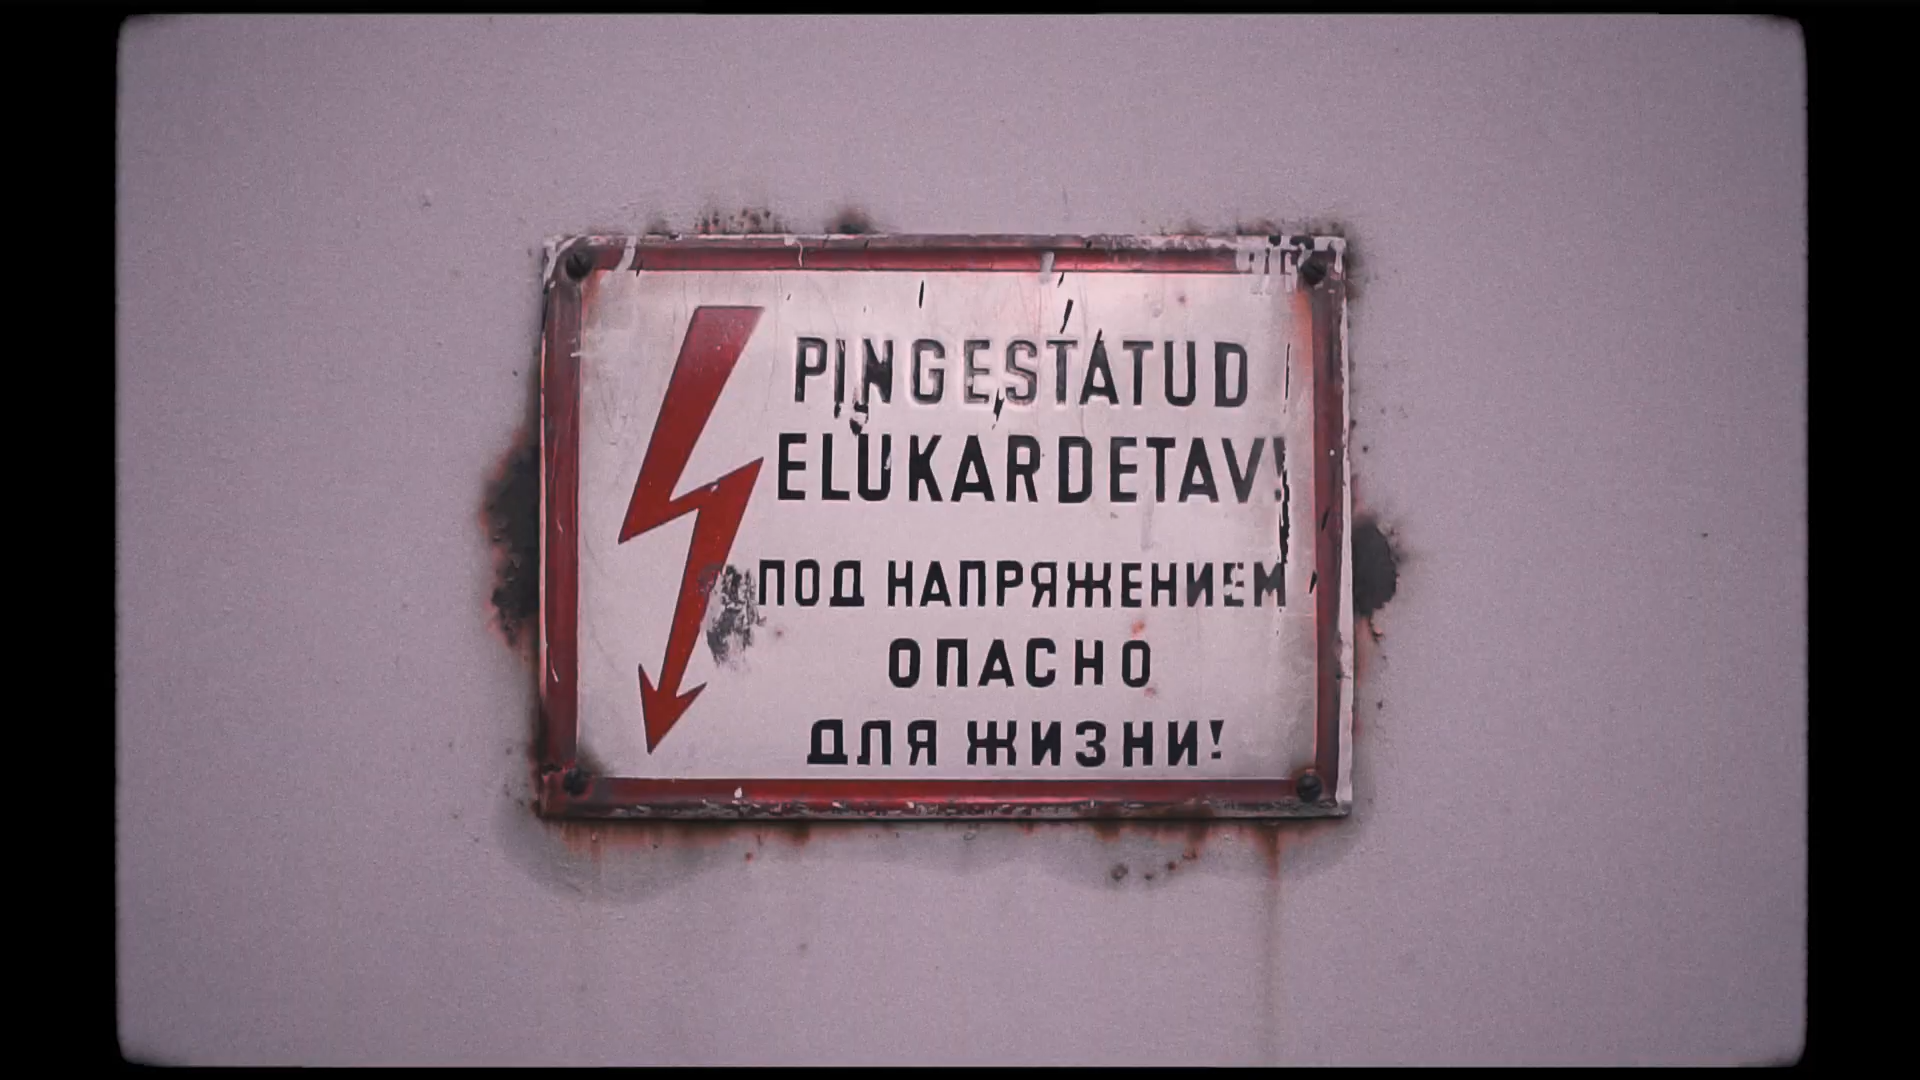 PINGESTATUD
ELUKARDETAV!
ПОД НАПРЯЖЕНИЕМ
ОПАСНО
ДЛЯ ЖИЗНИ!